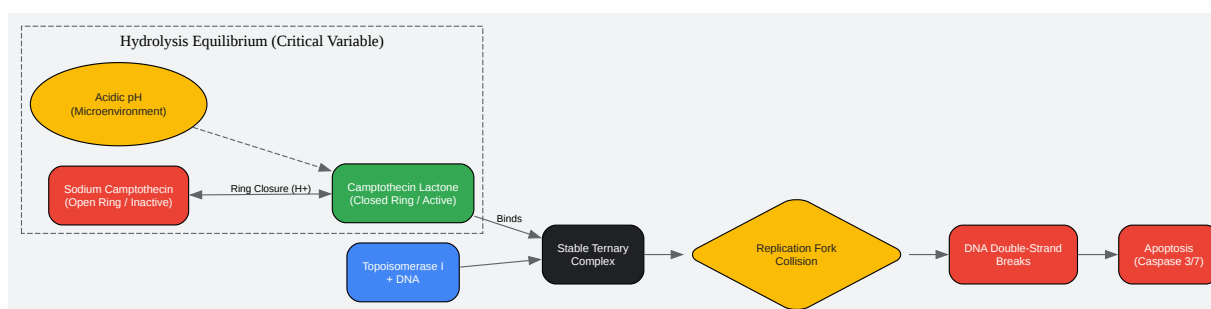 Hydrolysis Equilibrium (Critical Variable)
Acidic pH
(Microenvironment)
Sodium Camptothecin
(Open Ring / Inactive)
Ring Closure (H+)
Camptothecin Lactone
(Closed Ring / Active)
Binds
Topoisomerase I
+ DNA
Stable Ternary
Complex
Replication Fork
Collision
DNA Double-Strand
Breaks
Apoptosis
(Caspase 3/7)